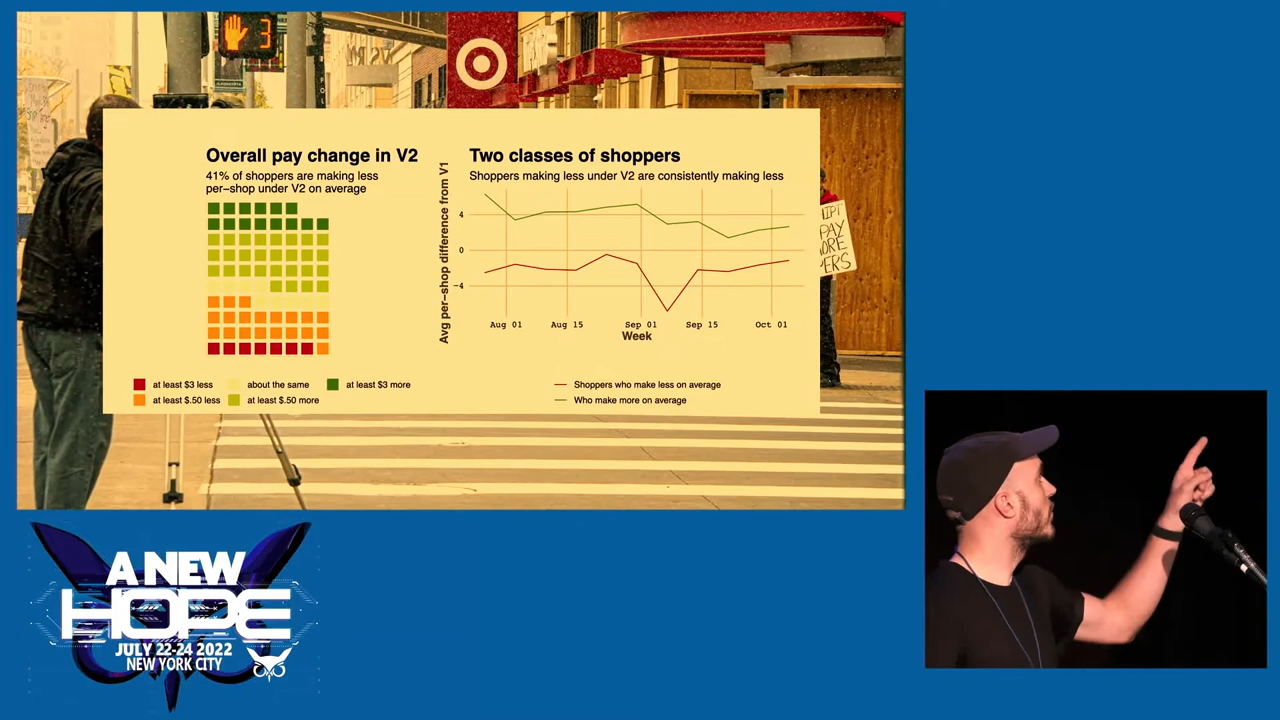 3
Overall pay change in V2
41% of shoppers are making less
per-shop under V2 on average
at least $3 less
about the same
at least $3 more
at least $.50 less
at least $.50 more
Two classes of shoppers
Shoppers making less under V2 are consistently making less
Avg per-shop difference from V1
4
0
-4
Aug 01
Aug 15
Sep 01
Sep 15
Oct 01
Week
Shoppers who make less on average
Who make more on average
PAY
A NEW
HOPE
JULY 22-24 2022
NEW YORK CITY